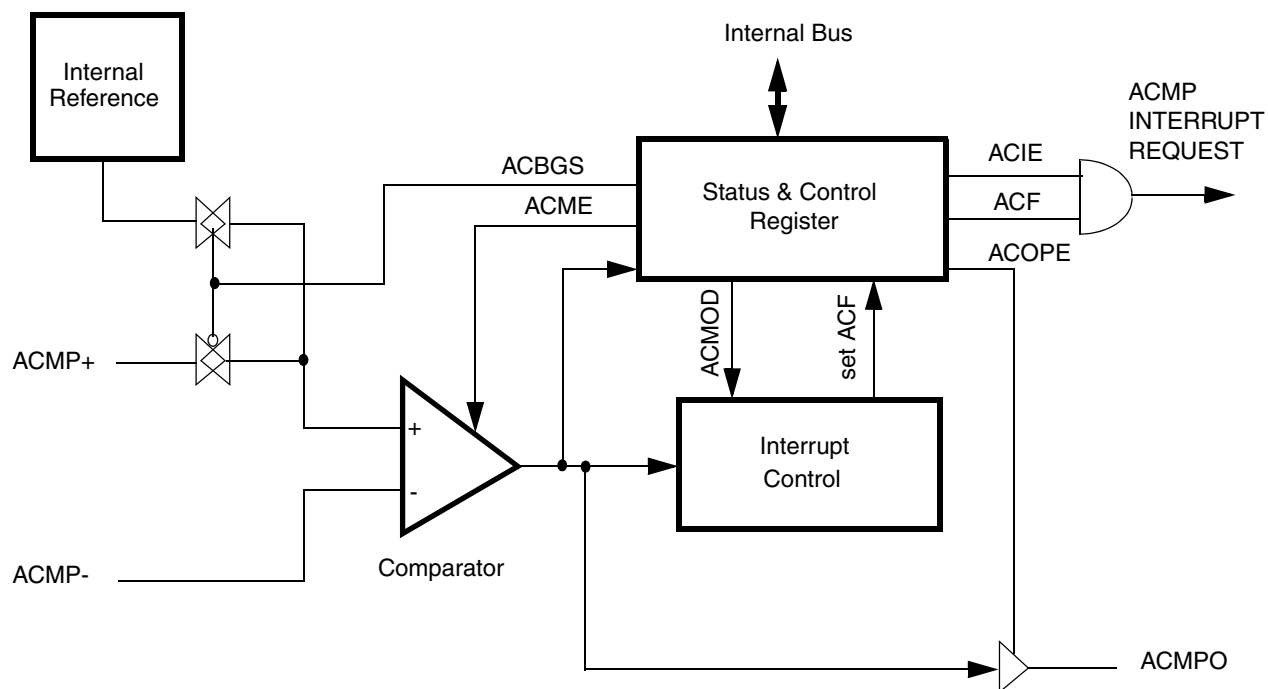 Internal Bus
Internal
Reference
ACMP
INTERRUPT
REQUEST
ACBGS
ACME
Status & Control
Register
ACIE
ACF
ACOPE
ACMOD
set ACF
ACMP+
+
-
Interrupt
Control
Comparator
ACMP-
ACMPO